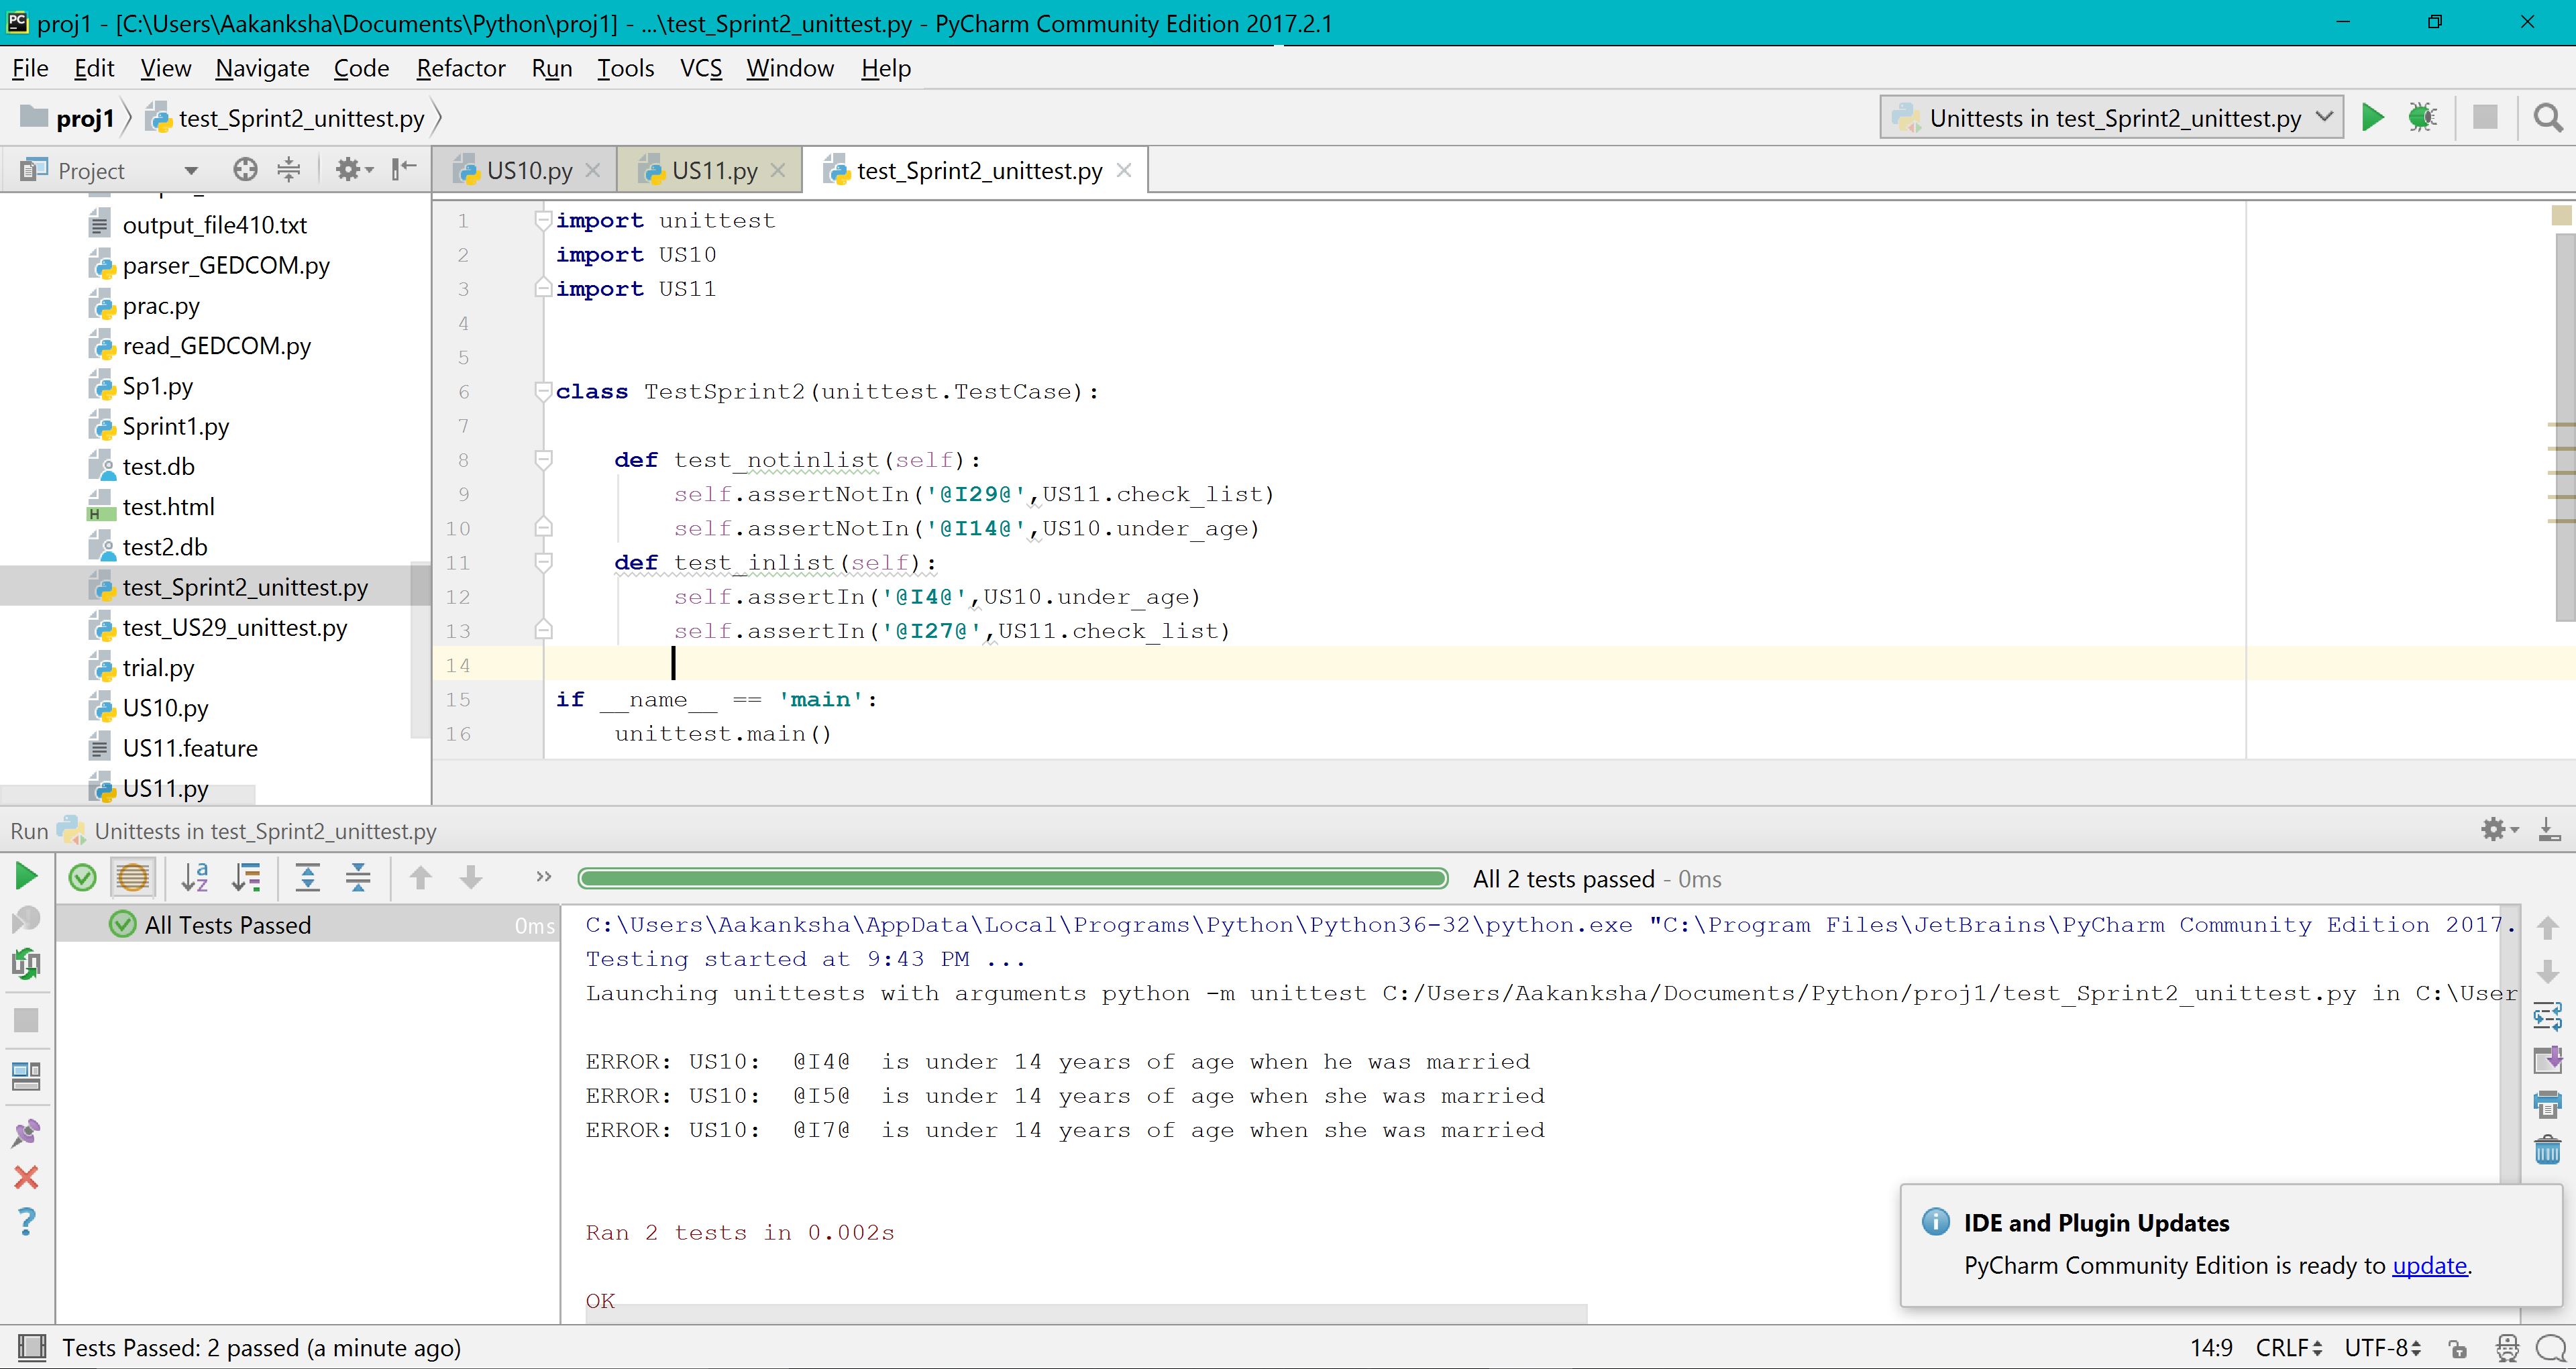 proj1 - [C:\Users\Aakanksha\Documents\Python\proj1] - ...\test_Sprint2_unittest.py - PyCharm Community Edition 2017.2.1
File Edit View Navigate Code Refactor Run Tools VCS Window Help
proj1 test_Sprint2_unittest.py Unittests in test_Sprint2_unittest.py
Project US10.py US11.py test_Sprint2_unittest.py
output_file410.txt
parser_GEDCOM.py
prac.py
read_GEDCOM.py
Sp1.py
Sprint1.py
test.db
test.html
test2.db
test_Sprint2_unittest.py
test_US29_unittest.py
trial.py
US10.py
US11.feature
US11.py
1 import unittest
2 import US10
3 import US11
4
5
6 class TestSprint2(unittest.TestCase):
7
8 def test_notinlist(self):
9 self.assertNotIn('@I29@',US11.check_list)
10 self.assertNotIn('@I14@',US10.under_age)
11 def test_inlist(self):
12 self.assertIn('@I4@',US10.under_age)
13 self.assertIn('@I27@',US11.check_list)
14
15 if __name__ == 'main':
16 unittest.main()
Run Unittests in test_Sprint2_unittest.py
All 2 tests passed - 0ms
All Tests Passed 0ms
C:\Users\Aakanksha\AppData\Local\Programs\Python\Python36-32\python.exe "C:\Program Files\JetBrains\PyCharm Community Edition 2017.
Testing started at 9:43 PM ...
Launching unittests with arguments python -m unittest C:/Users/Aakanksha/Documents/Python/proj1/test_Sprint2_unittest.py in C:\User
ERROR: US10: @I4@ is under 14 years of age when he was married
ERROR: US10: @I5@ is under 14 years of age when she was married
ERROR: US10: @I7@ is under 14 years of age when she was married
Ran 2 tests in 0.002s
OK
IDE and Plugin Updates
PyCharm Community Edition is ready to update.
Tests Passed: 2 passed (a minute ago) 14:9 CRLF UTF-8